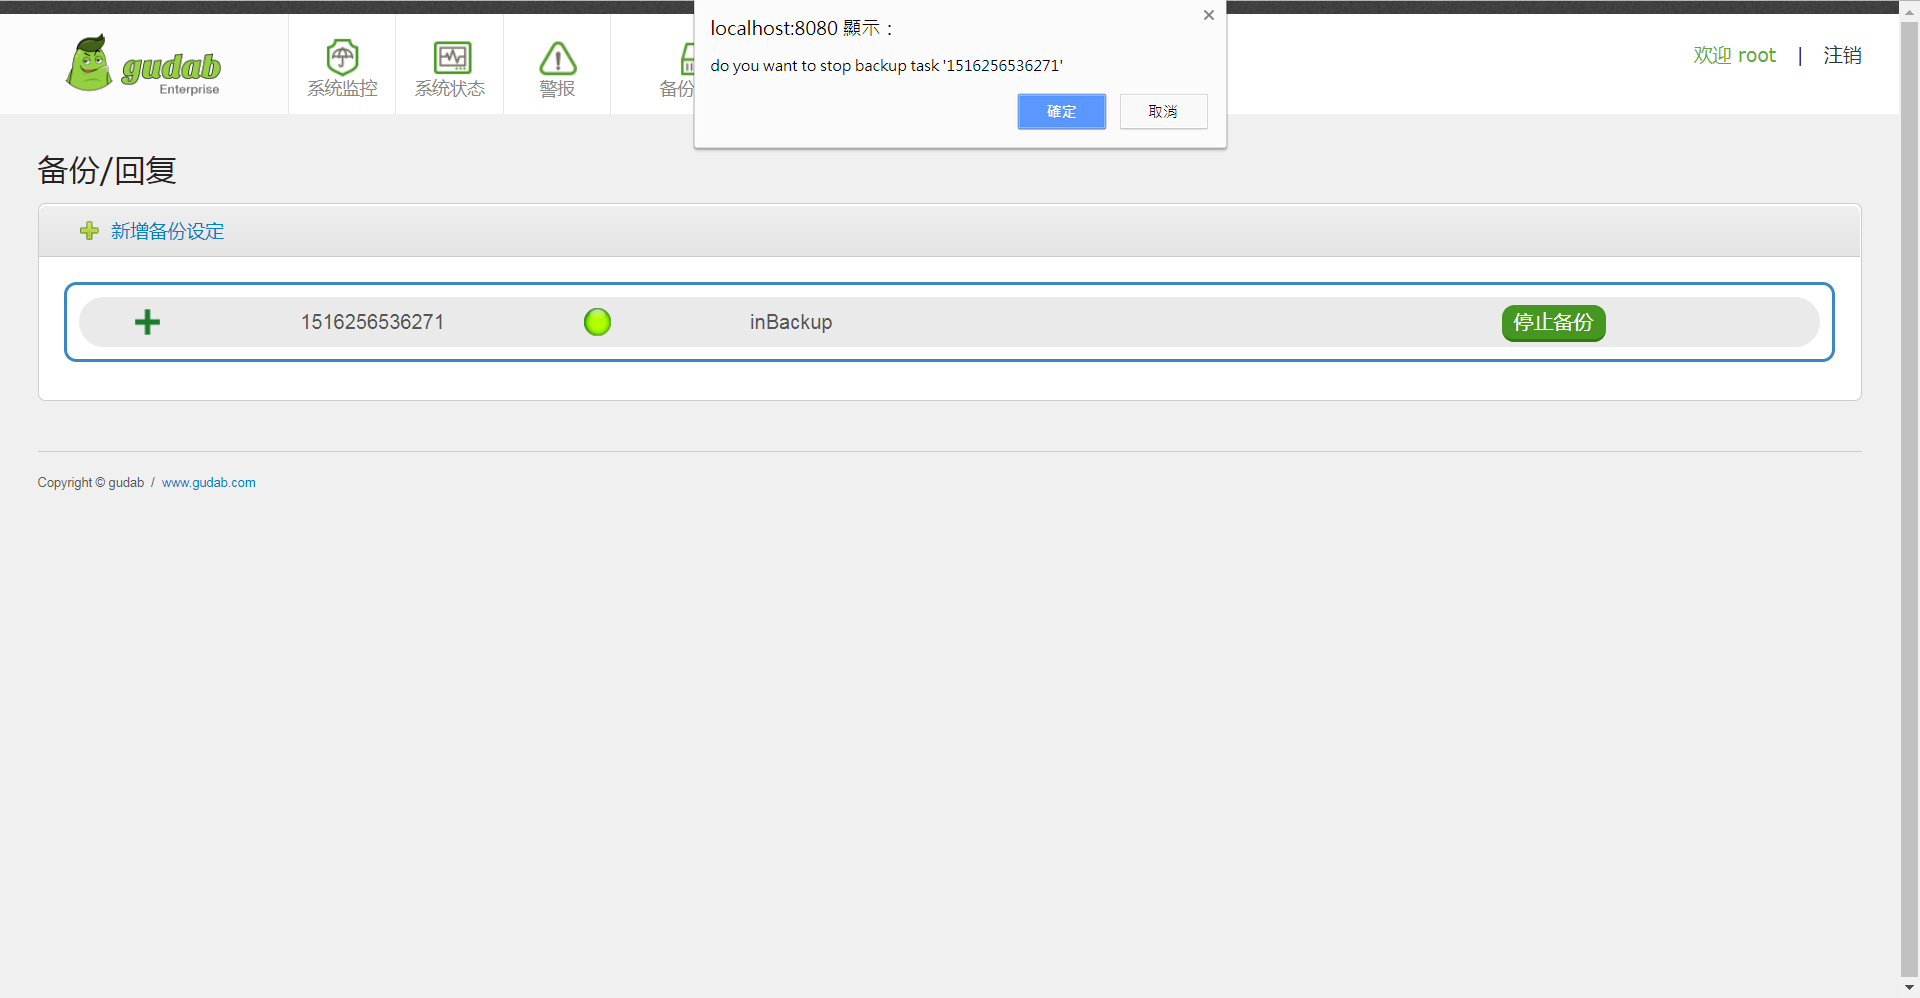 localhost:8080 顯示：
do you want to stop backup task '1516256536271'
確定 取消
gudab
Enterprise
系统监控
系统状态
警报
备份
欢迎 root | 注销
备份/回复
新增备份设定
1516256536271 inBackup 停止备份
Copyright © gudab / www.gudab.com